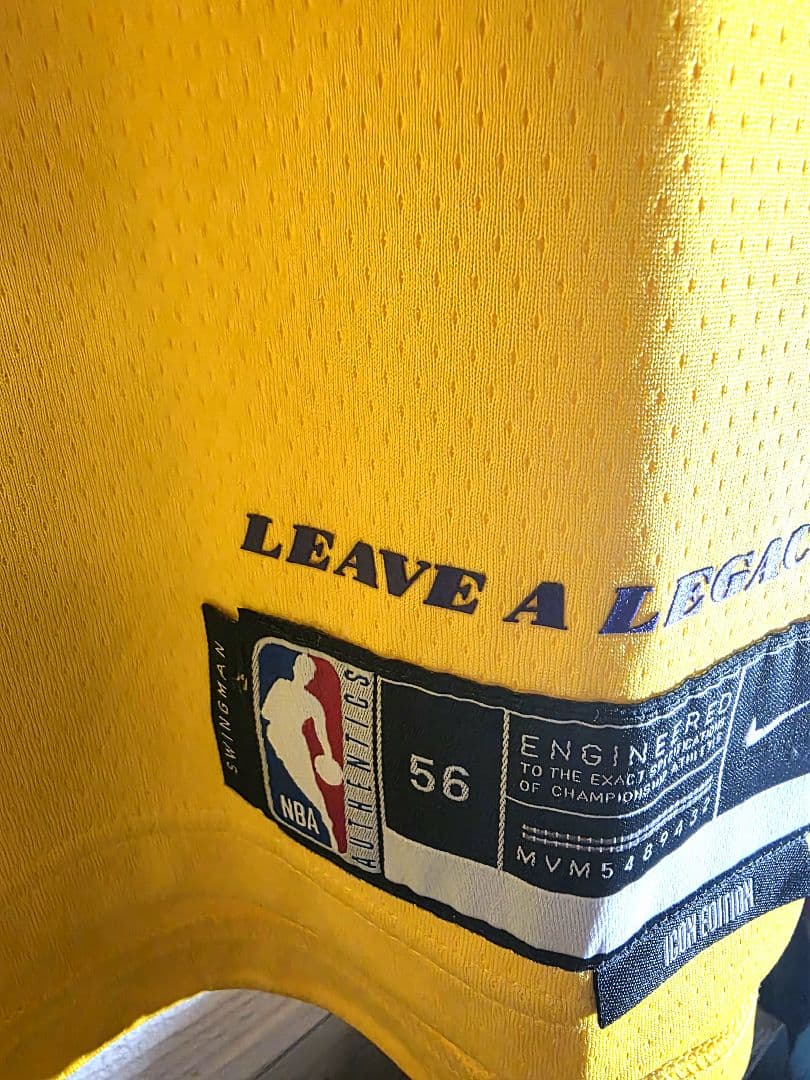 LEAVE A LEGAC
SWINGMAN
NBA
AUTHENTICS
56
ENGINEERED
TO THE EXACT SPECIFICATIONS
OF CHAMPIONSHIP ATHLETES
MVM5489437
ICON EDITION